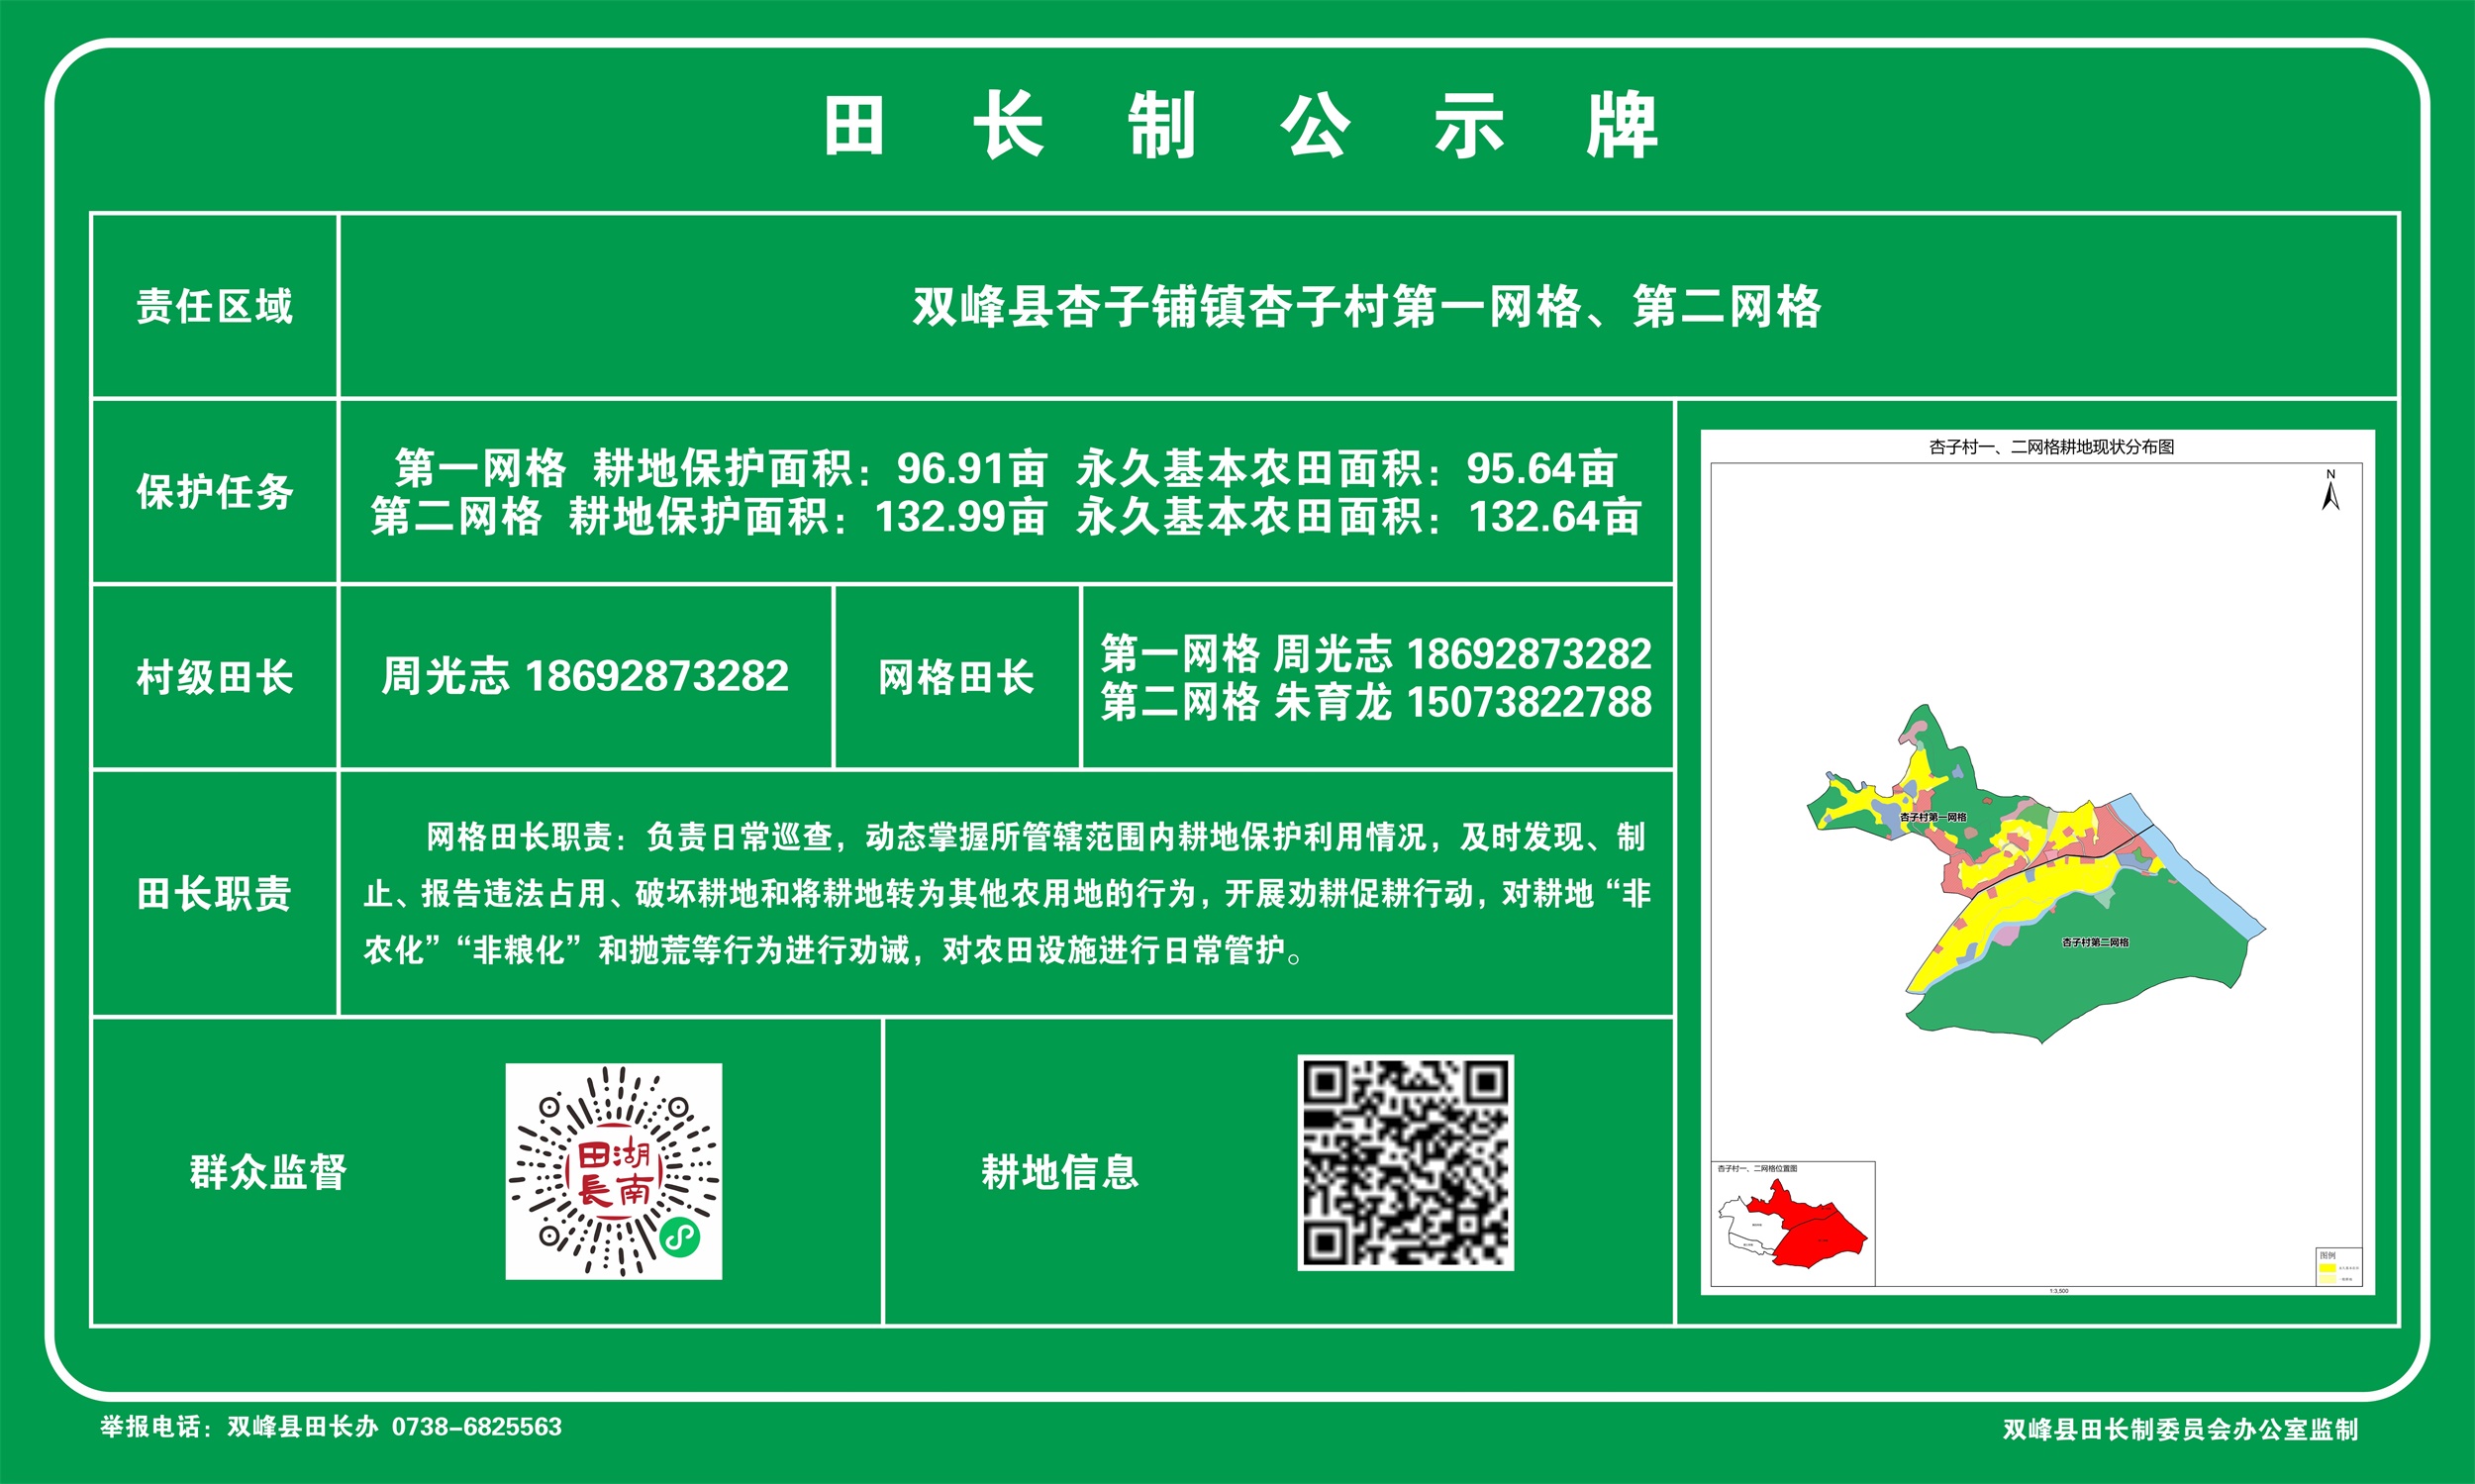 田长制公示牌
责任区域
双峰县杏子铺镇杏子村第一网格、第二网格
保护任务
第一网格 耕地保护面积：96.91亩 永久基本农田面积：95.64亩
第二网格 耕地保护面积：132.99亩 永久基本农田面积：132.64亩
村级田长
周光志 18692873282
网格田长
第一网格 周光志 18692873282
第二网格 朱育龙 15073822788
田长职责
网格田长职责：负责日常巡查，动态掌握所管辖范围内耕地保护利用情况，及时发现、制
止、报告违法占用、破坏耕地和将耕地转为其他农用地的行为，开展劝耕促耕行动，对耕地“非
农化”“非粮化”和抛荒等行为进行劝诫，对农田设施进行日常管护。
群众监督
田湖
長南
耕地信息
杏子村一、二网格耕地现状分布图
N
杏子村第一网格
杏子村第二网格
杏子村一、二网格位置图
图例
1:3,500
举报电话：双峰县田长办 0738-6825563
双峰县田长制委员会办公室监制